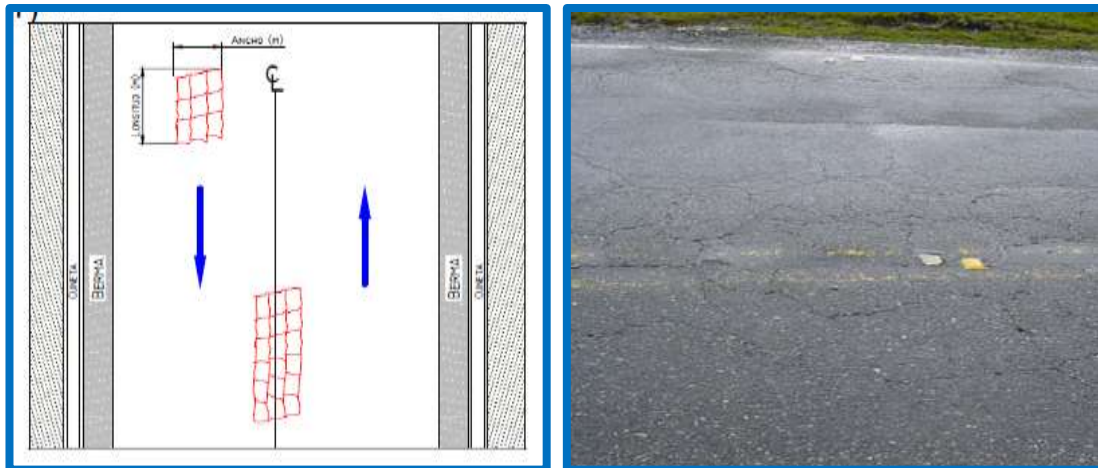 ANCHO (M)
LONGITUD (M)
CL
CUNETA
BERMA
BERMA
CUNETA